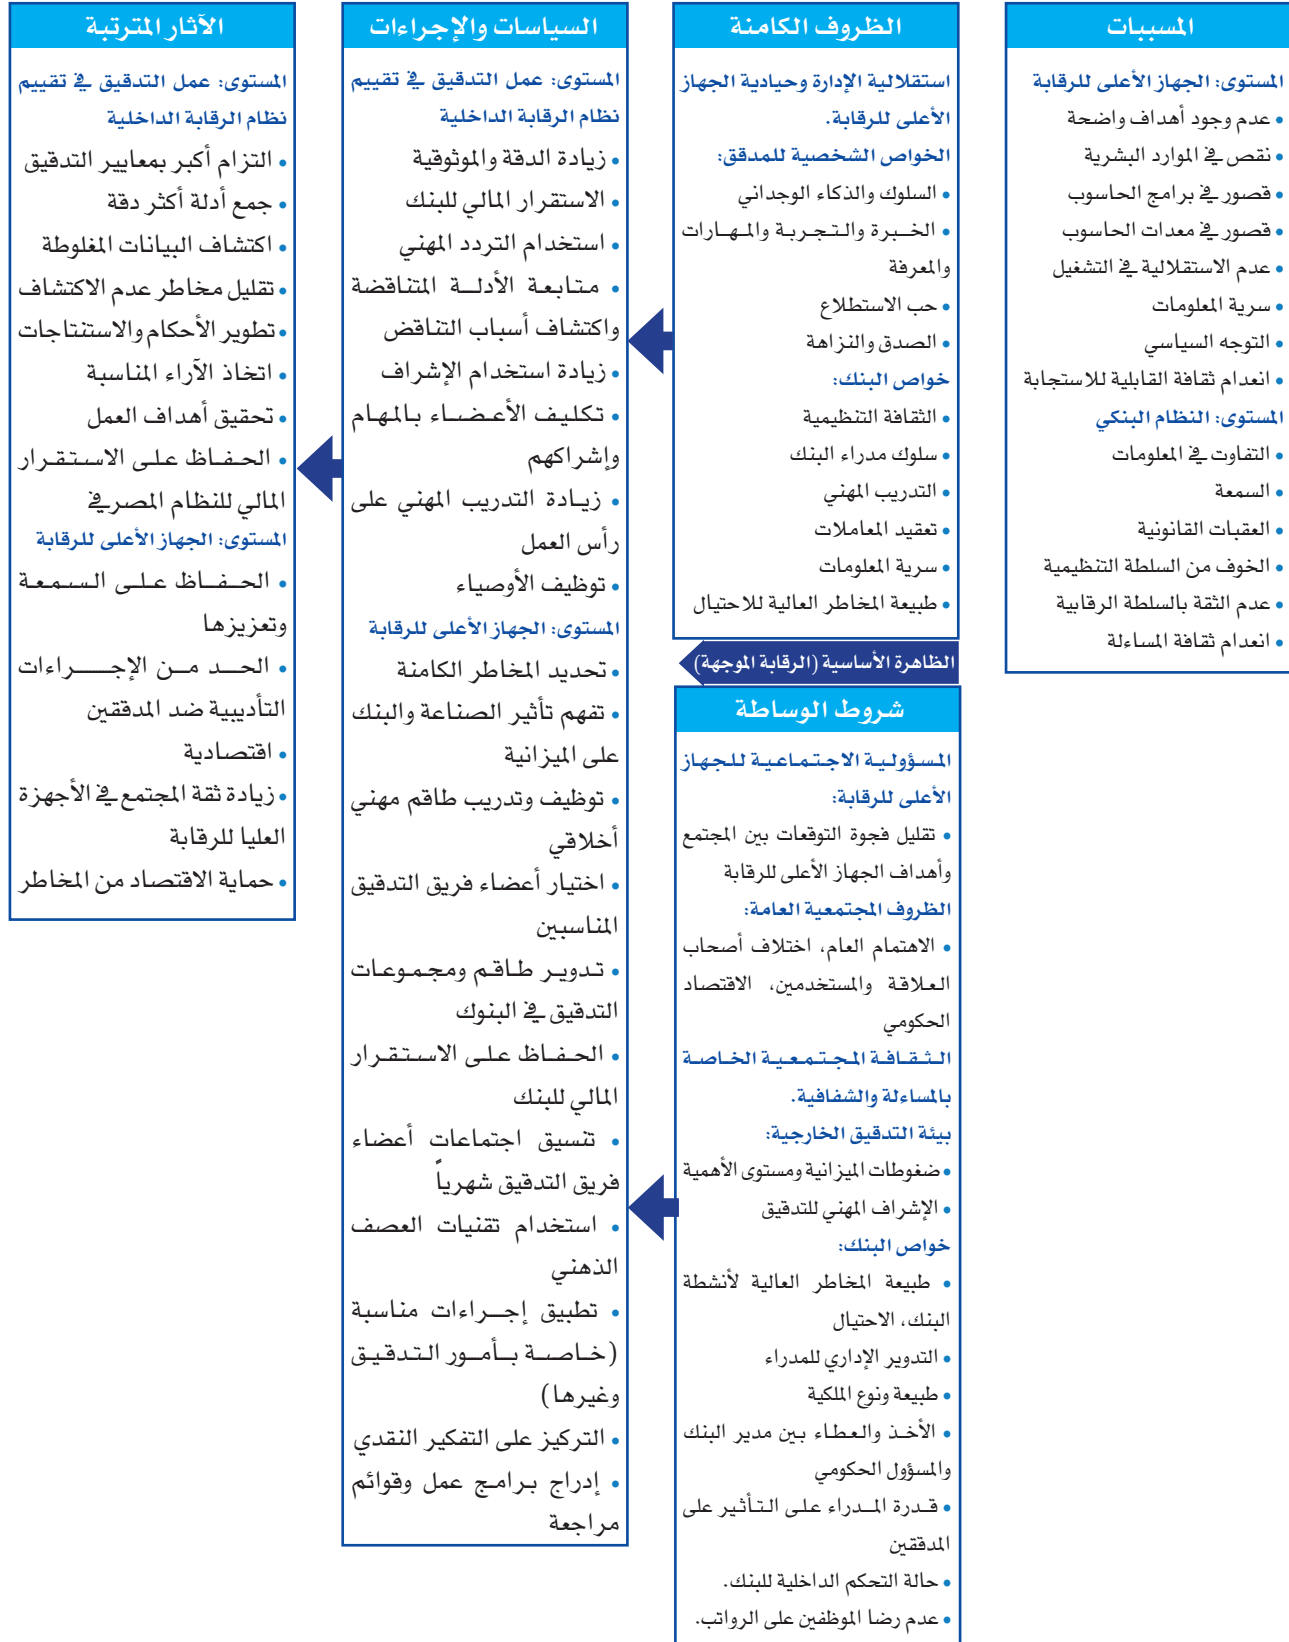 المسببات
المستوى: الجهاز الأعلى للرقابة
• عدم وجود أهداف واضحة
• نقص في الموارد البشرية
• قصور في برامج الحاسوب
• قصور في معدات الحاسوب
• عدم الاستقلالية في التشغيل
• سرية المعلومات
• التوجه السياسي
• انعدام ثقافة القابلية للاستجابة
المستوى: النظام البنكي
• التفاوت في المعلومات
• السمعة
• العقبات القانونية
• الخوف من السلطة التنظيمية
• عدم الثقة بالسلطة الرقابية
• انعدام ثقافة المساءلة
الظروف الكامنة
استقلالية الإدارة وحيادية الجهاز
الأعلى للرقابة.
الخواص الشخصية للمدقق:
• السلوك والذكاء الوجداني
• الخبرة والتجربة والمهارات
والمعرفة
• حب الاستطلاع
• الصدق والنزاهة
خواص البنك:
• الثقافة التنظيمية
• سلوك مدراء البنك
• التدريب المهني
• تعقيد المعاملات
• سرية المعلومات
• طبيعة المخاطر العالية للاحتيال
الظاهرة الأساسية (الرقابة الموجهة)
شروط الوساطة
المسؤولية الاجتماعية للجهاز
الأعلى للرقابة:
• تقليل فجوة التوقعات بين المجتمع
وأهداف الجهاز الأعلى للرقابة
الظروف المجتمعية العامة:
• الاهتمام العام، اختلاف أصحاب
العلاقة والمستخدمين، الاقتصاد
الحكومي
الثقافة المجتمعية الخاصة
بالمساءلة والشفافية.
بيئة التدقيق الخارجية:
• ضغوطات الميزانية ومستوى الأهمية
• الإشراف المهني للتدقيق
خواص البنك:
• طبيعة المخاطر العالية لأنشطة
البنك، الاحتيال
• التدوير الإداري للمدراء
• طبيعة ونوع الملكية
• الأخذ والعطاء بين مدير البنك
والمسؤول الحكومي
• قدرة المدراء على التأثير على
المدققين
• حالة التحكم الداخلية للبنك.
• عدم رضا الموظفين على الرواتب.
السياسات والإجراءات
المستوى: عمل التدقيق في تقييم
نظام الرقابة الداخلية
• زيادة الدقة والموثوقية
• الاستقرار المالي للبنك
• استخدام التردد المهني
• متابعة الأدلة المتناقضة
واكتشاف أسباب التناقض
• زيادة استخدام الإشراف
• تكليف الأعضاء بالمهام
وإشراكهم
• زيادة التدريب المهني على
رأس العمل
• توظيف الأوصياء
المستوى: الجهاز الأعلى للرقابة
• تحديد المخاطر الكامنة
• تفهم تأثير الصناعة والبنك
على الميزانية
• توظيف وتدريب طاقم مهني
أخلاقي
• اختيار أعضاء فريق التدقيق
المناسبين
• تدوير طاقم ومجموعات
التدقيق في البنوك
• الحفاظ على الاستقرار
المالي للبنك
• تنسيق اجتماعات أعضاء
فريق التدقيق شهرياً
• استخدام تقنيات العصف
الذهني
• تطبيق إجراءات مناسبة
(خاصة بأمور التدقيق
وغيرها)
• التركيز على التفكير النقدي
• إدراج برامج عمل وقوائم
مراجعة
الآثار المترتبة
المستوى: عمل التدقيق في تقييم
نظام الرقابة الداخلية
• التزام أكبر بمعايير التدقيق
• جمع أدلة أكثر دقة
• اكتشاف البيانات المغلوطة
• تقليل مخاطر عدم الاكتشاف
• تطوير الأحكام والاستنتاجات
• اتخاذ الآراء المناسبة
• تحقيق أهداف العمل
• الحفاظ على الاستقرار
المالي للنظام المصرفي
المستوى: الجهاز الأعلى للرقابة
• الحفاظ على السمعة
وتعزيزها
• الحد من الإجراءات
التأديبية ضد المدققين
• اقتصادية
• زيادة ثقة المجتمع في الأجهزة
العليا للرقابة
• حماية الاقتصاد من المخاطر